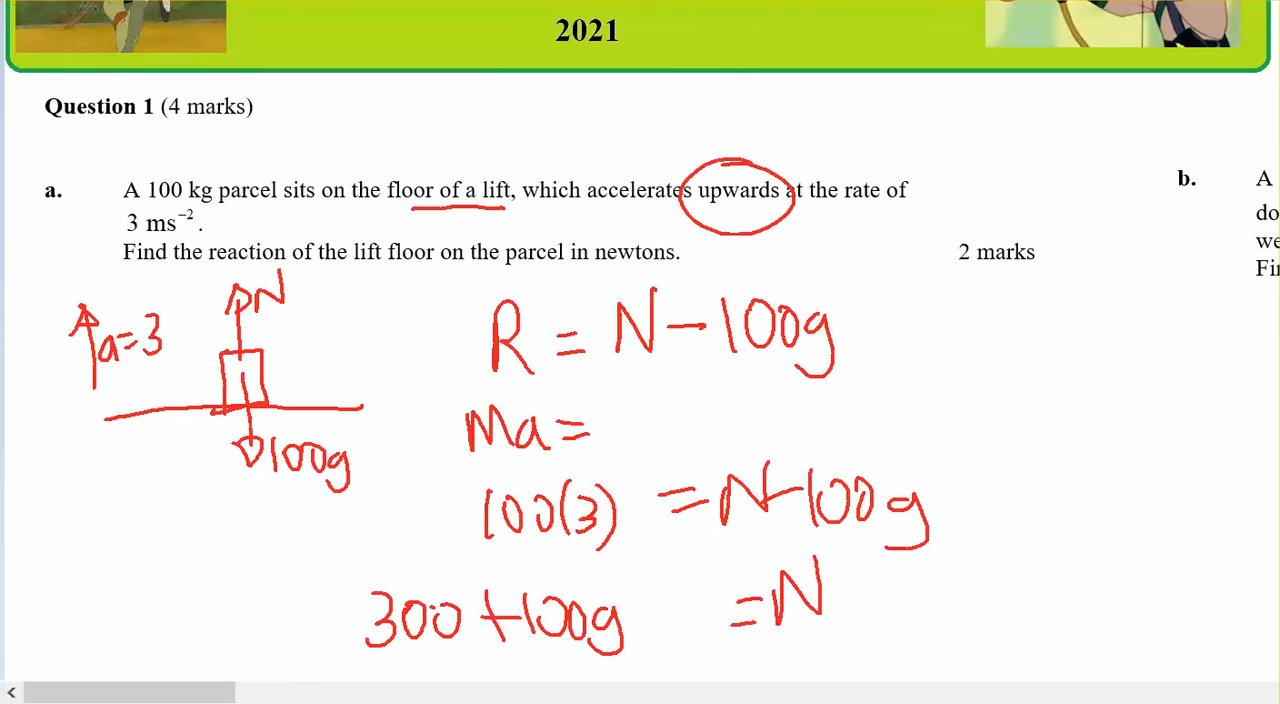 2021
Question 1 (4 marks)
a. A 100 kg parcel sits on the floor of a lift, which accelerates upwards at the rate of
3 ms⁻².
Find the reaction of the lift floor on the parcel in newtons. 2 marks
b. A
do
we
Fi
N
a=3
100g
R = N - 100g
Ma =
100(3) = N - 100g
300 + 100g = N